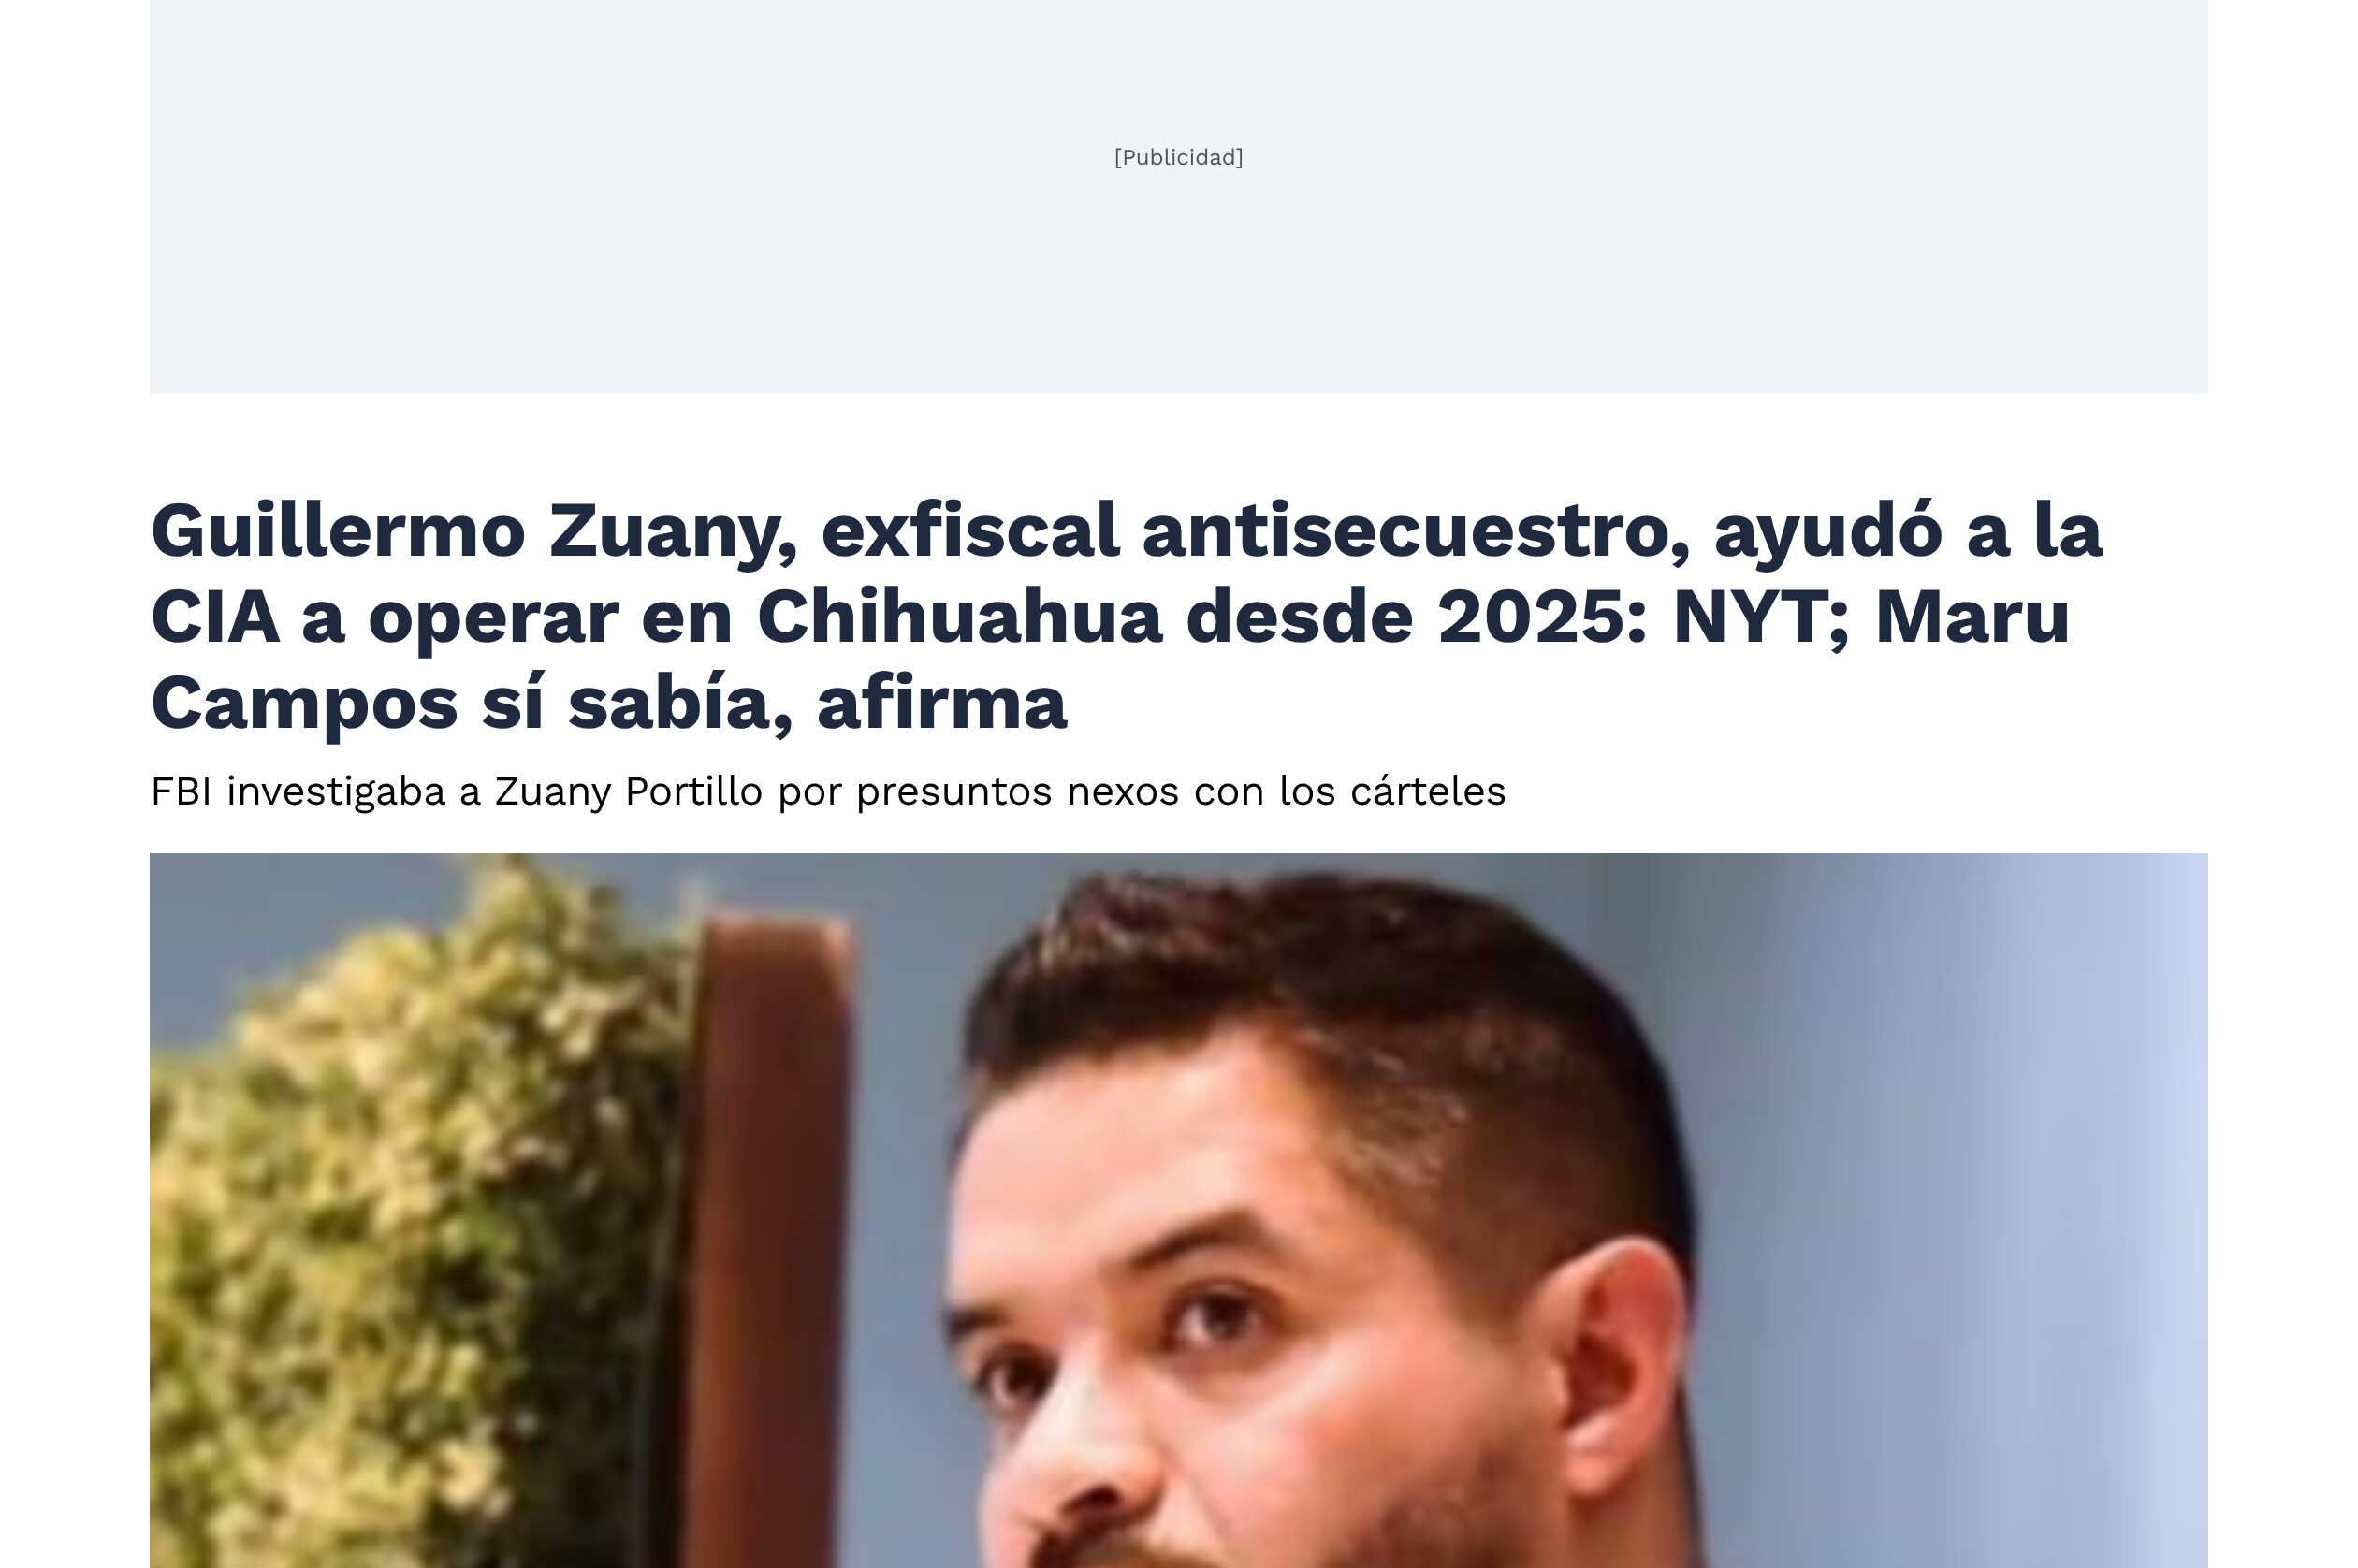 [Publicidad]
Guillermo Zuany, exfiscal antisecuestro, ayudó a la
CIA a operar en Chihuahua desde 2025: NYT; Maru
Campos sí sabía, afirma
FBI investigaba a Zuany Portillo por presuntos nexos con los cárteles